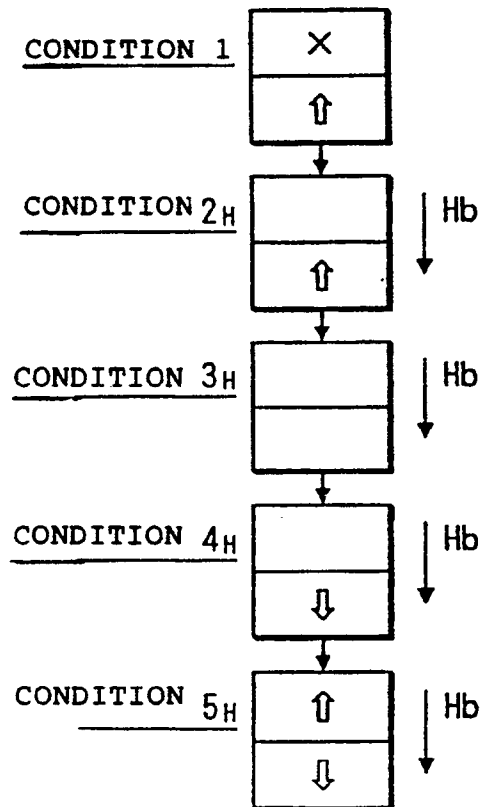 CONDITION 1
×
CONDITION 2H
Hb
CONDITION 3H
Hb
CONDITION 4H
Hb
CONDITION 5H
Hb